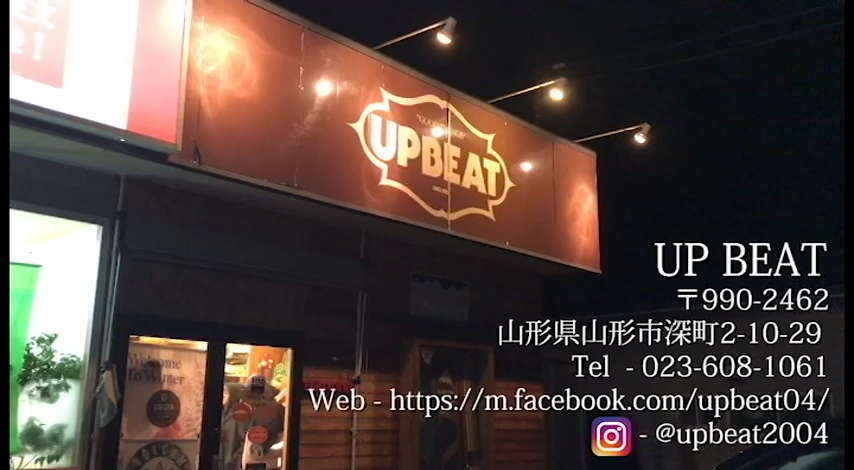 UPBEAT
Welcome
To Winter
UP BEAT
〒990-2462
山形県山形市深町2-10-29
Tel - 023-608-1061
Web - https://m.facebook.com/upbeat04/
- @upbeat2004